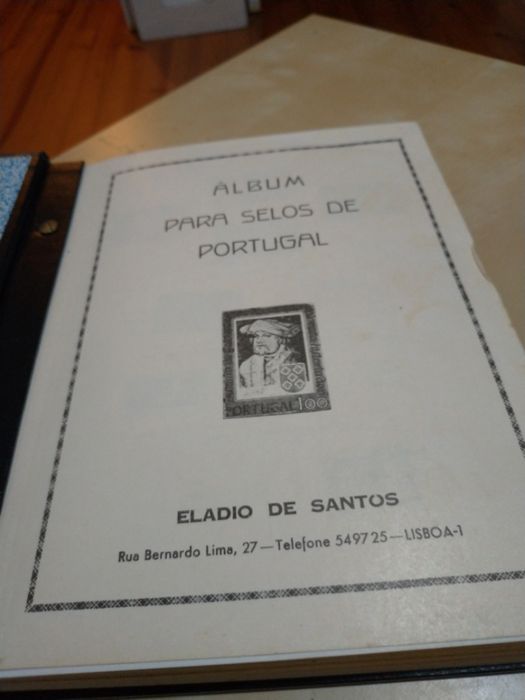 ÁLBUM
PARA SELOS DE
PORTUGAL
PORTUGAL 1$00
ELADIO DE SANTOS
Rua Bernardo Lima, 27—Telefone 549725—LISBOA-1